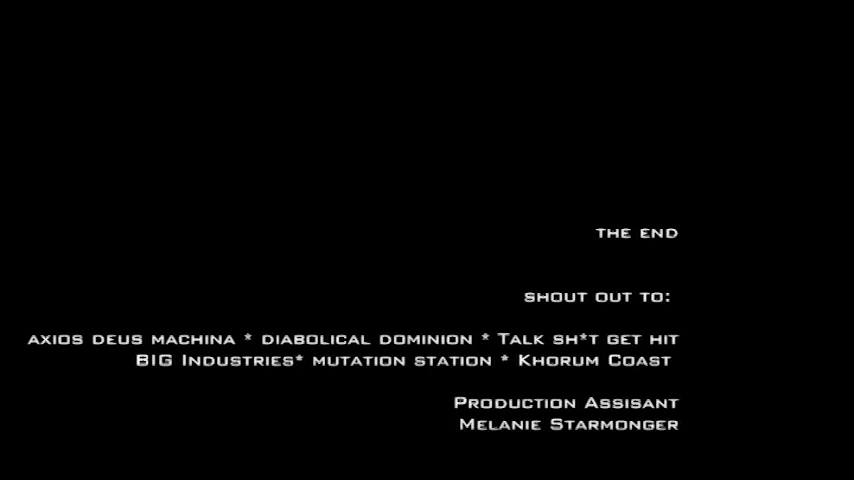 THE END
SHOUT OUT TO:
AXIOS DEUS MACHINA * DIABOLICAL DOMINION * TALK SH*T GET HIT
BIG INDUSTRIES* MUTATION STATION * KHORUM COAST
PRODUCTION ASSISANT
MELANIE STARMONGER